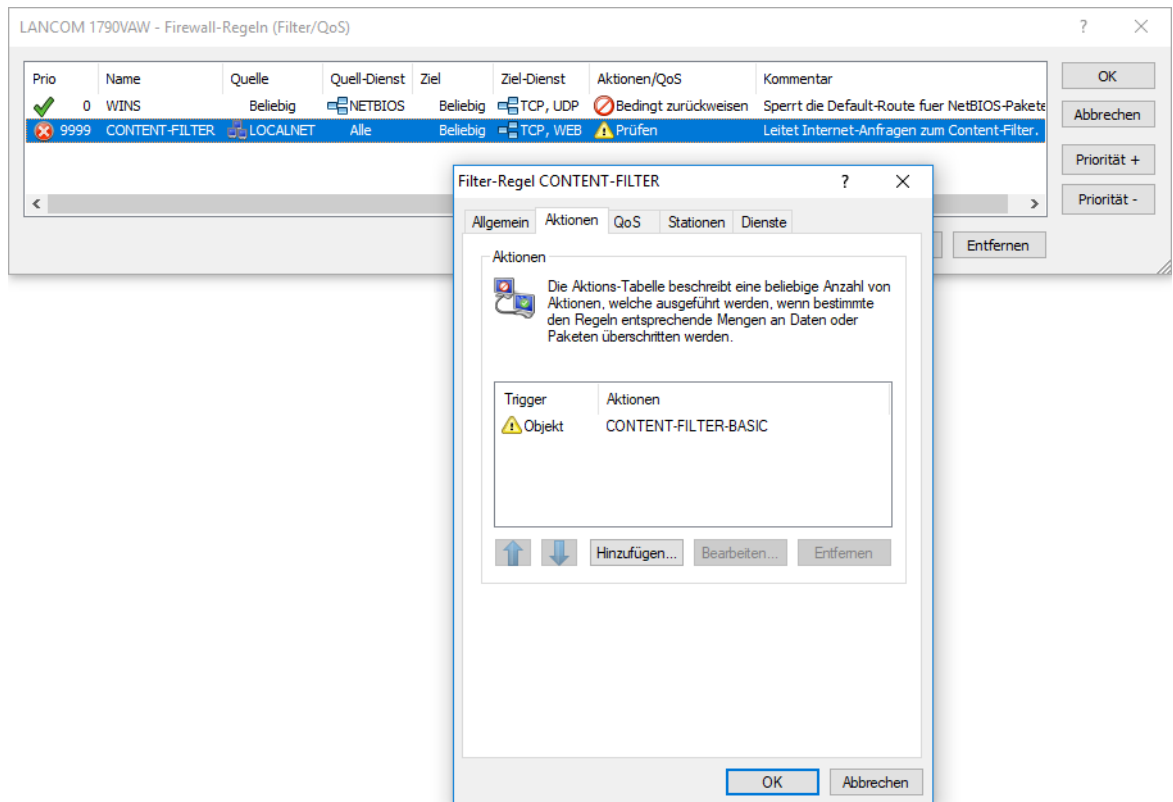 LANCOM 1790VAW - Firewall-Regeln (Filter/QoS) ?
Prio Name Quelle Quell-Dienst Ziel Ziel-Dienst Aktionen/QoS Kommentar
0 WINS Beliebig NETBIOS Beliebig TCP, UDP Bedingt zurückweisen Sperrt die Default-Route fuer NetBIOS-Pakete
9999 CONTENT-FILTER LOCALNET Alle Beliebig TCP, WEB Prüfen Leitet Internet-Anfragen zum Content-Filter.
OK
Abbrechen
Priorität +
Priorität -
Entfernen
Filter-Regel CONTENT-FILTER ?
Allgemein Aktionen QoS Stationen Dienste
Aktionen
Die Aktions-Tabelle beschreibt eine beliebige Anzahl von
Aktionen, welche ausgeführt werden, wenn bestimmte
den Regeln entsprechende Mengen an Daten oder
Paketen überschritten werden.
Trigger Aktionen
Objekt CONTENT-FILTER-BASIC
Hinzufügen... Bearbeiten... Entfernen
OK Abbrechen